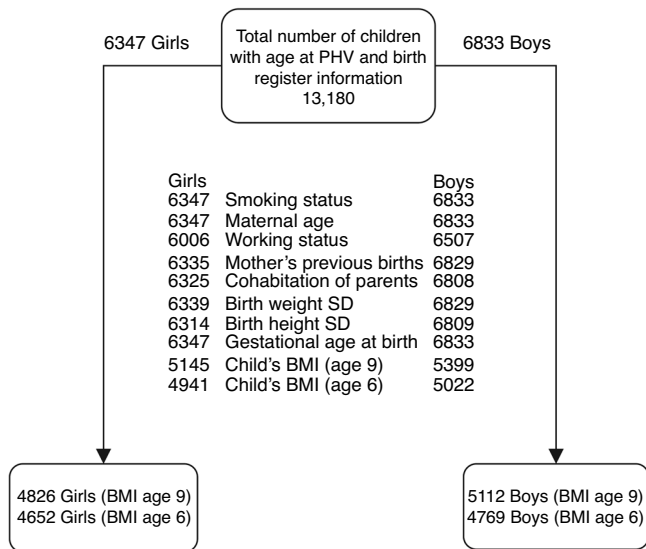 6347 Girls
Total number of children
with age at PHV and birth
register information
13,180
6833 Boys
Girls Boys
6347 Smoking status 6833
6347 Maternal age 6833
6006 Working status 6507
6335 Mother's previous births 6829
6325 Cohabitation of parents 6808
6339 Birth weight SD 6829
6314 Birth height SD 6809
6347 Gestational age at birth 6833
5145 Child's BMI (age 9) 5399
4941 Child's BMI (age 6) 5022
4826 Girls (BMI age 9)
4652 Girls (BMI age 6)
5112 Boys (BMI age 9)
4769 Boys (BMI age 6)